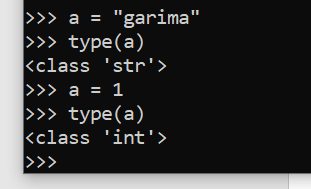 >>> a = "garima"
>>> type(a)
<class 'str'>
>>> a = 1
>>> type(a)
<class 'int'>
>>>